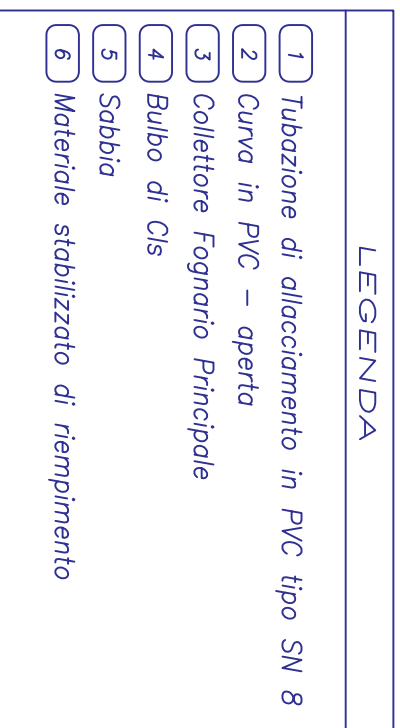 LEGENDA
1 Tubazione di allacciamento in PVC tipo SN 8
2 Curva in PVC – aperta
3 Collettore Fognario Principale
4 Bulbo di Cls
5 Sabbia
6 Materiale stabilizzato di riempimento